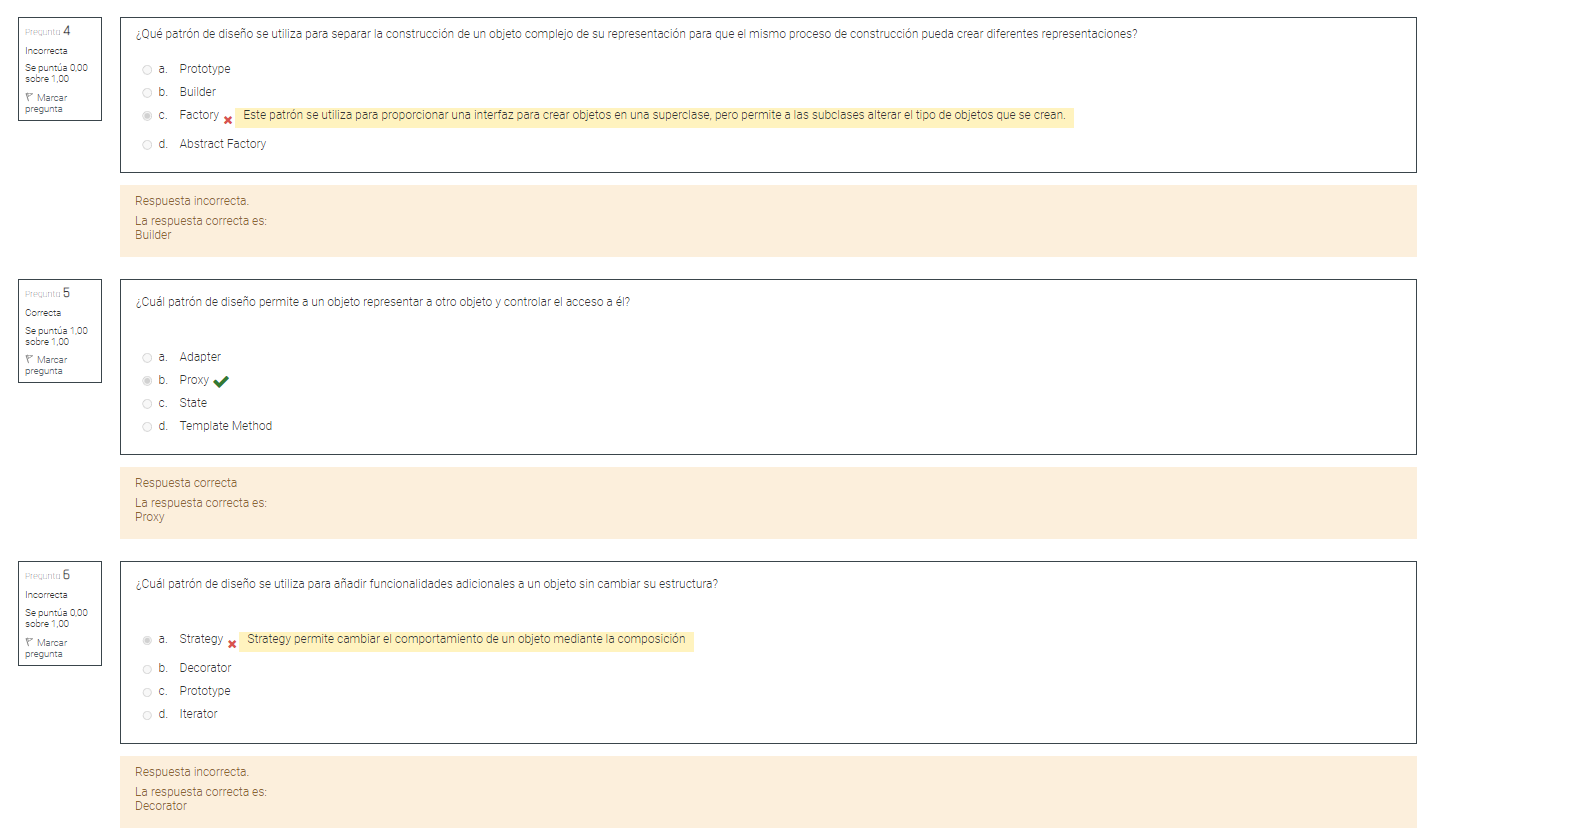 Pregunta 4
Incorrecta
Se puntúa 0,00
sobre 1,00
Marcar
pregunta
¿Qué patrón de diseño se utiliza para separar la construcción de un objeto complejo de su representación para que el mismo proceso de construcción pueda crear diferentes representaciones?
a. Prototype
b. Builder
c. Factory Este patrón se utiliza para proporcionar una interfaz para crear objetos en una superclase, pero permite a las subclases alterar el tipo de objetos que se crean.
d. Abstract Factory
Respuesta incorrecta.
La respuesta correcta es:
Builder
Pregunta 5
Correcta
Se puntúa 1,00
sobre 1,00
Marcar
pregunta
¿Cuál patrón de diseño permite a un objeto representar a otro objeto y controlar el acceso a él?
a. Adapter
b. Proxy
c. State
d. Template Method
Respuesta correcta
La respuesta correcta es:
Proxy
Pregunta 6
Incorrecta
Se puntúa 0,00
sobre 1,00
Marcar
pregunta
¿Cuál patrón de diseño se utiliza para añadir funcionalidades adicionales a un objeto sin cambiar su estructura?
a. Strategy Strategy permite cambiar el comportamiento de un objeto mediante la composición
b. Decorator
c. Prototype
d. Iterator
Respuesta incorrecta.
La respuesta correcta es:
Decorator